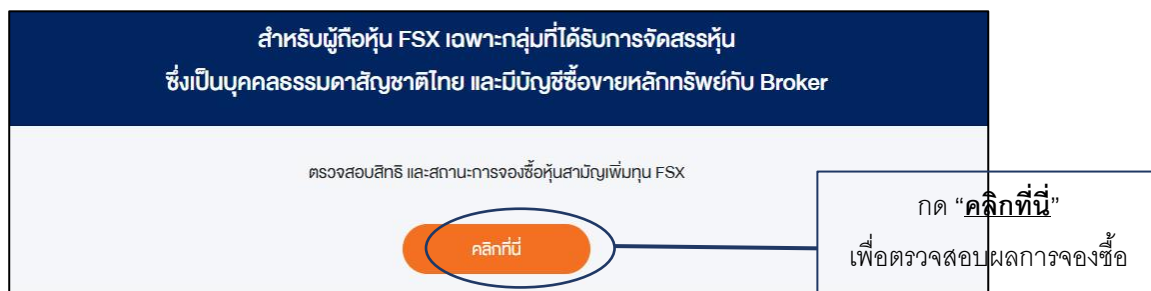 สำหรับผู้ถือหุ้น FSX เฉพาะกลุ่มที่ได้รับการจัดสรรหุ้น
ซึ่งเป็นบุคคลธรรมดาสัญชาติไทย และมีบัญชีซื้อขายหลักทรัพย์กับ Broker
ตรวจสอบสิทธิ และสถานะการจองซื้อหุ้นสามัญเพิ่มทุน FSX
คลิกที่นี่
กด “คลิกที่นี่”
เพื่อตรวจสอบผลการจองซื้อ